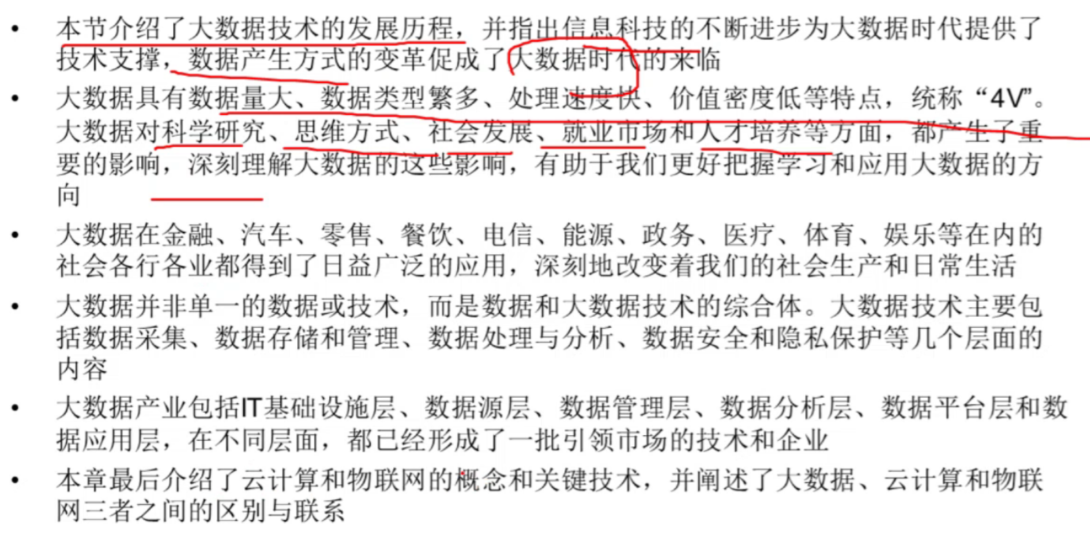 • 本节介绍了大数据技术的发展历程，并指出信息科技的不断进步为大数据时代提供了
技术支撑，数据产生方式的变革促成了大数据时代的来临
• 大数据具有数据量大、数据类型繁多、处理速度快、价值密度低等特点，统称“4V”。
大数据对科学研究、思维方式、社会发展、就业市场和人才培养等方面，都产生了重
要的影响，深刻理解大数据的这些影响，有助于我们更好把握学习和应用大数据的方
向
• 大数据在金融、汽车、零售、餐饮、电信、能源、政务、医疗、体育、娱乐等在内的
社会各行各业都得到了日益广泛的应用，深刻地改变着我们的社会生产和日常生活
• 大数据并非单一的数据或技术，而是数据和大数据技术的综合体。大数据技术主要包
括数据采集、数据存储和管理、数据处理与分析、数据安全和隐私保护等几个层面的
内容
• 大数据产业包括IT基础设施层、数据源层、数据管理层、数据分析层、数据平台层和数
据应用层，在不同层面，都已经形成了一批引领市场的技术和企业
• 本章最后介绍了云计算和物联网的概念和关键技术，并阐述了大数据、云计算和物联
网三者之间的区别与联系